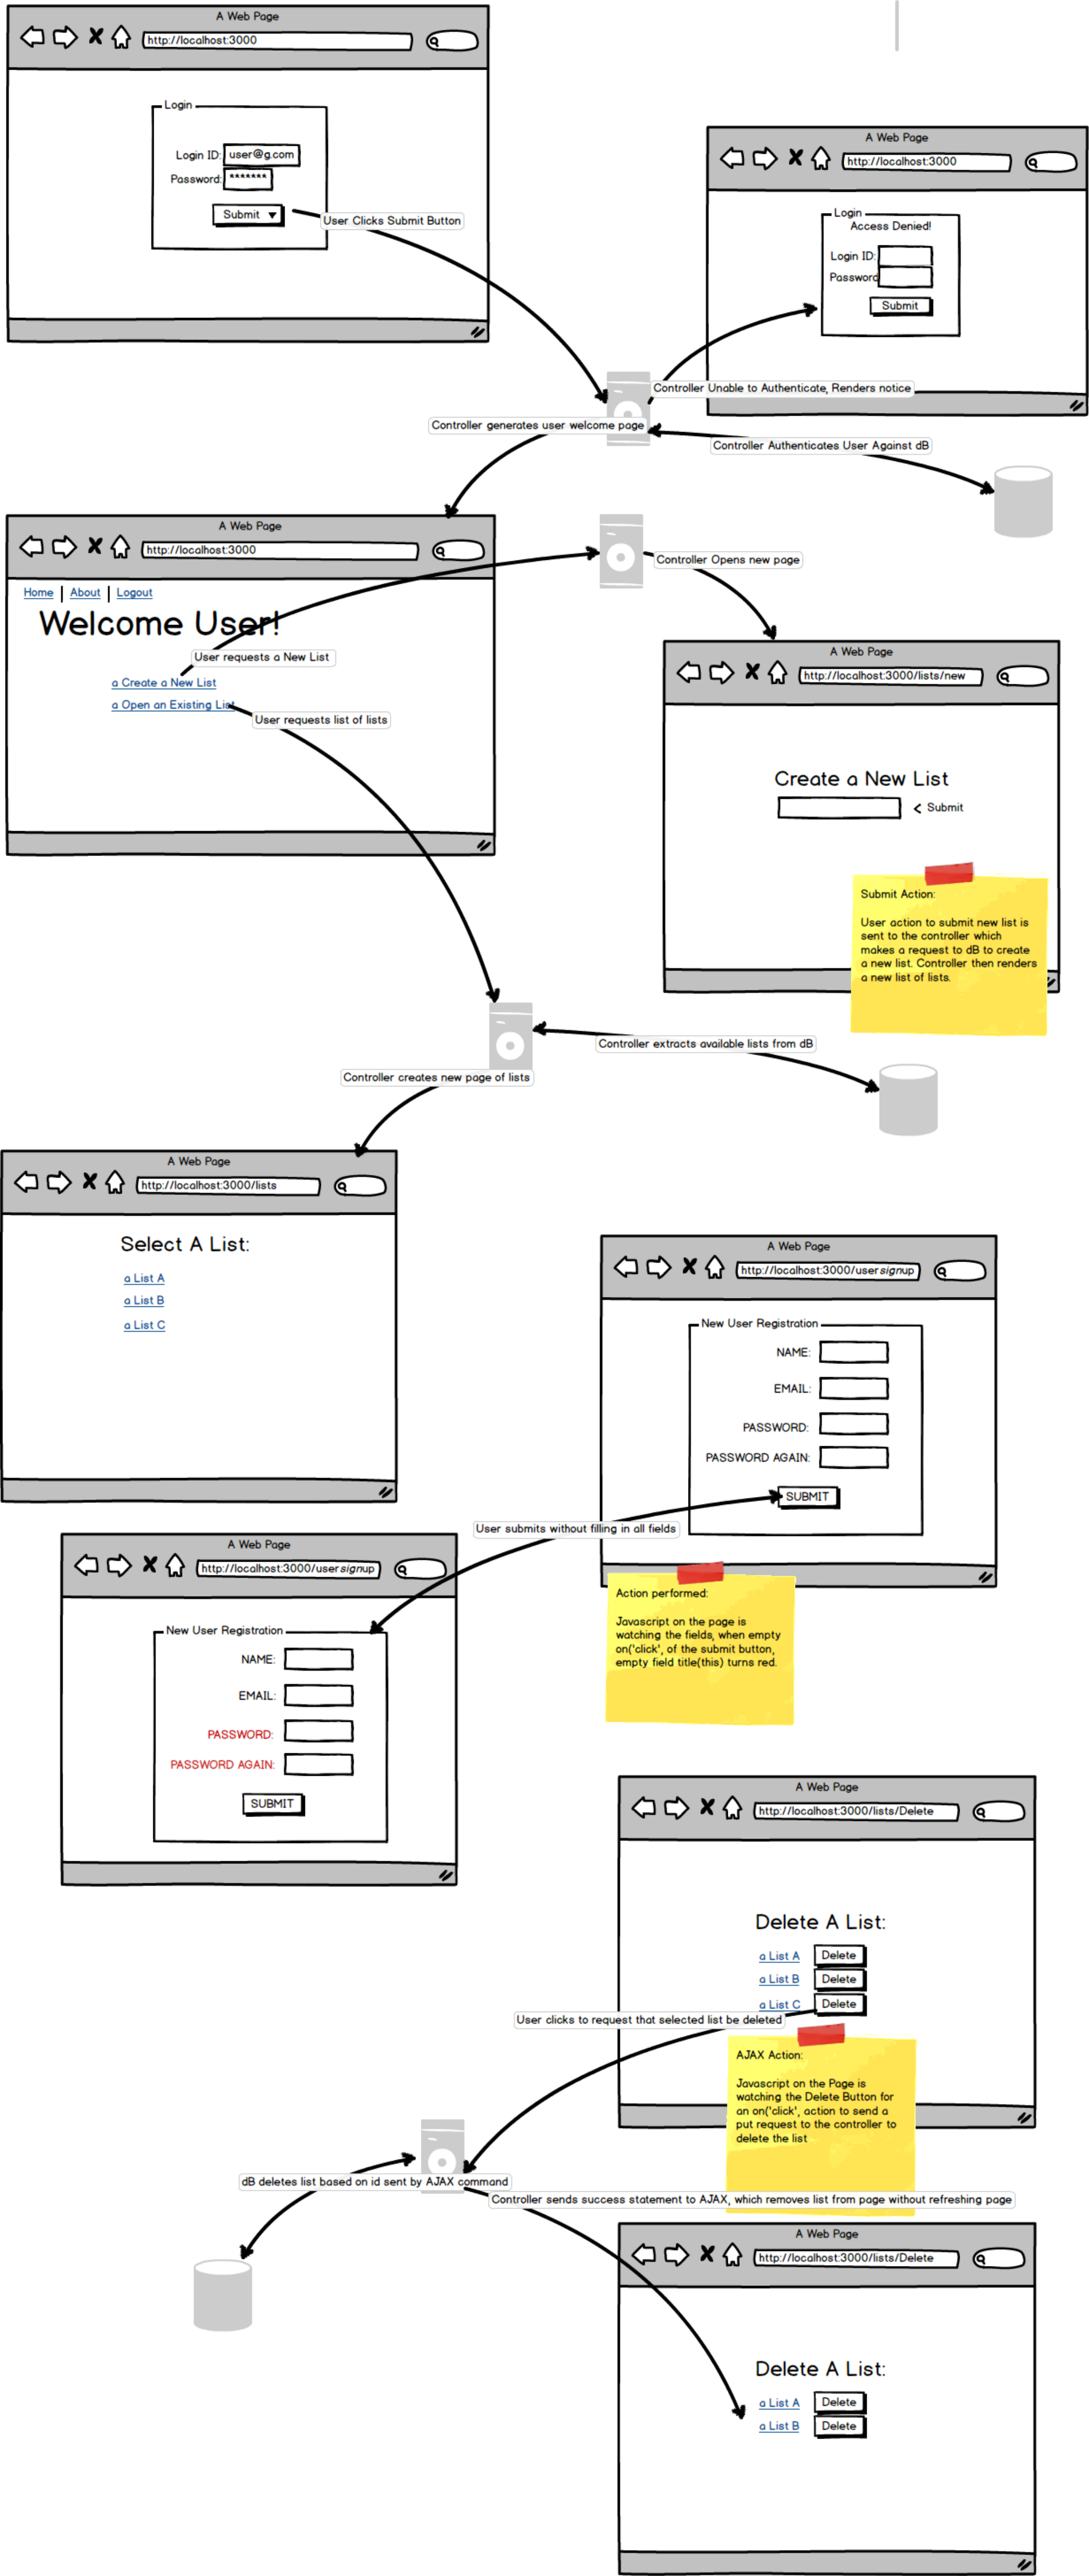 A Web Page
http://localhost:3000
Login
Login ID: user@g.com
Password: *******
Submit
User Clicks Submit Button
A Web Page
http://localhost:3000
Login
Access Denied!
Login ID:
Password
Submit
Controller Unable to Authenticate, Renders notice
Controller generates user welcome page
Controller Authenticates User Against dB
A Web Page
http://localhost:3000
Home | About | Logout
Welcome User!
User requests a New List
a Create a New List
a Open an Existing List
User requests list of lists
Controller Opens new page
A Web Page
http://localhost:3000/lists/new
Create a New List
< Submit
Submit Action:
User action to submit new list is
sent to the controller which
makes a request to dB to create
a new list. Controller then renders
a new list of lists.
Controller extracts available lists from dB
Controller creates new page of lists
A Web Page
http://localhost:3000/lists
Select A List:
a List A
a List B
a List C
A Web Page
http://localhost:3000/usersignup
New User Registration
NAME:
EMAIL:
PASSWORD:
PASSWORD AGAIN:
SUBMIT
User submits without filling in all fields
Action performed:
Javascript on the page is
watching the fields, when empty
on('click', of the submit button,
empty field title(this) turns red.
A Web Page
http://localhost:3000/usersignup
New User Registration
NAME:
EMAIL:
PASSWORD:
PASSWORD AGAIN:
SUBMIT
A Web Page
http://localhost:3000/lists/Delete
Delete A List:
a List A Delete
a List B Delete
a List C Delete
User clicks to request that selected list be deleted
AJAX Action:
Javascript on the Page is
watching the Delete Button for
an on('click', action to send a
put request to the controller to
delete the list
dB deletes list based on id sent by AJAX command
Controller sends success statement to AJAX, which removes list from page without refreshing page
A Web Page
http://localhost:3000/lists/Delete
Delete A List:
a List A Delete
a List B Delete